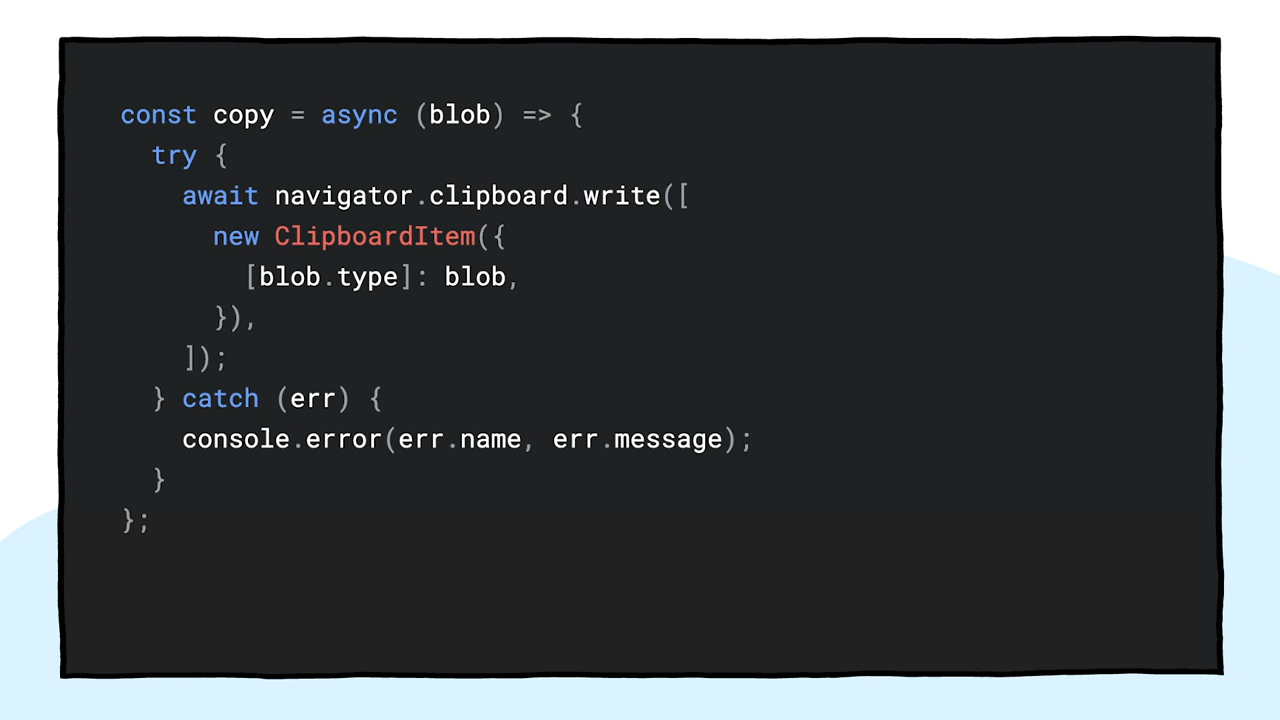 const copy = async (blob) => {
  try {
    await navigator.clipboard.write([
      new ClipboardItem({
        [blob.type]: blob,
      }),
    ]);
  } catch (err) {
    console.error(err.name, err.message);
  }
};